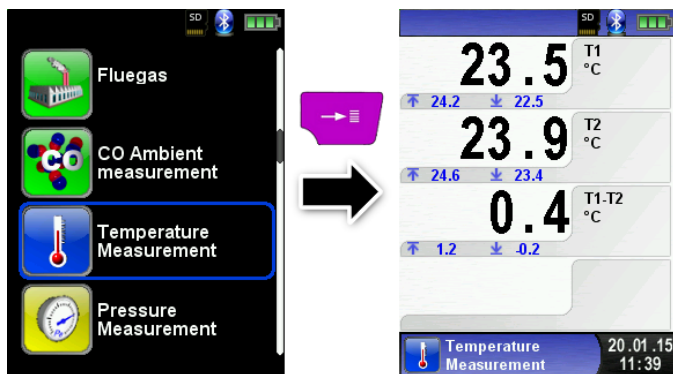 SD
Fluegas
CO
CO Ambient
measurement
Temperature
Measurement
Pa
Pressure
Measurement
SD
23.5 T1
°C
24.2 22.5
23.9 T2
°C
24.6 23.4
0.4 T1-T2
°C
1.2 -0.2
Temperature 20.01.15
Measurement 11:39